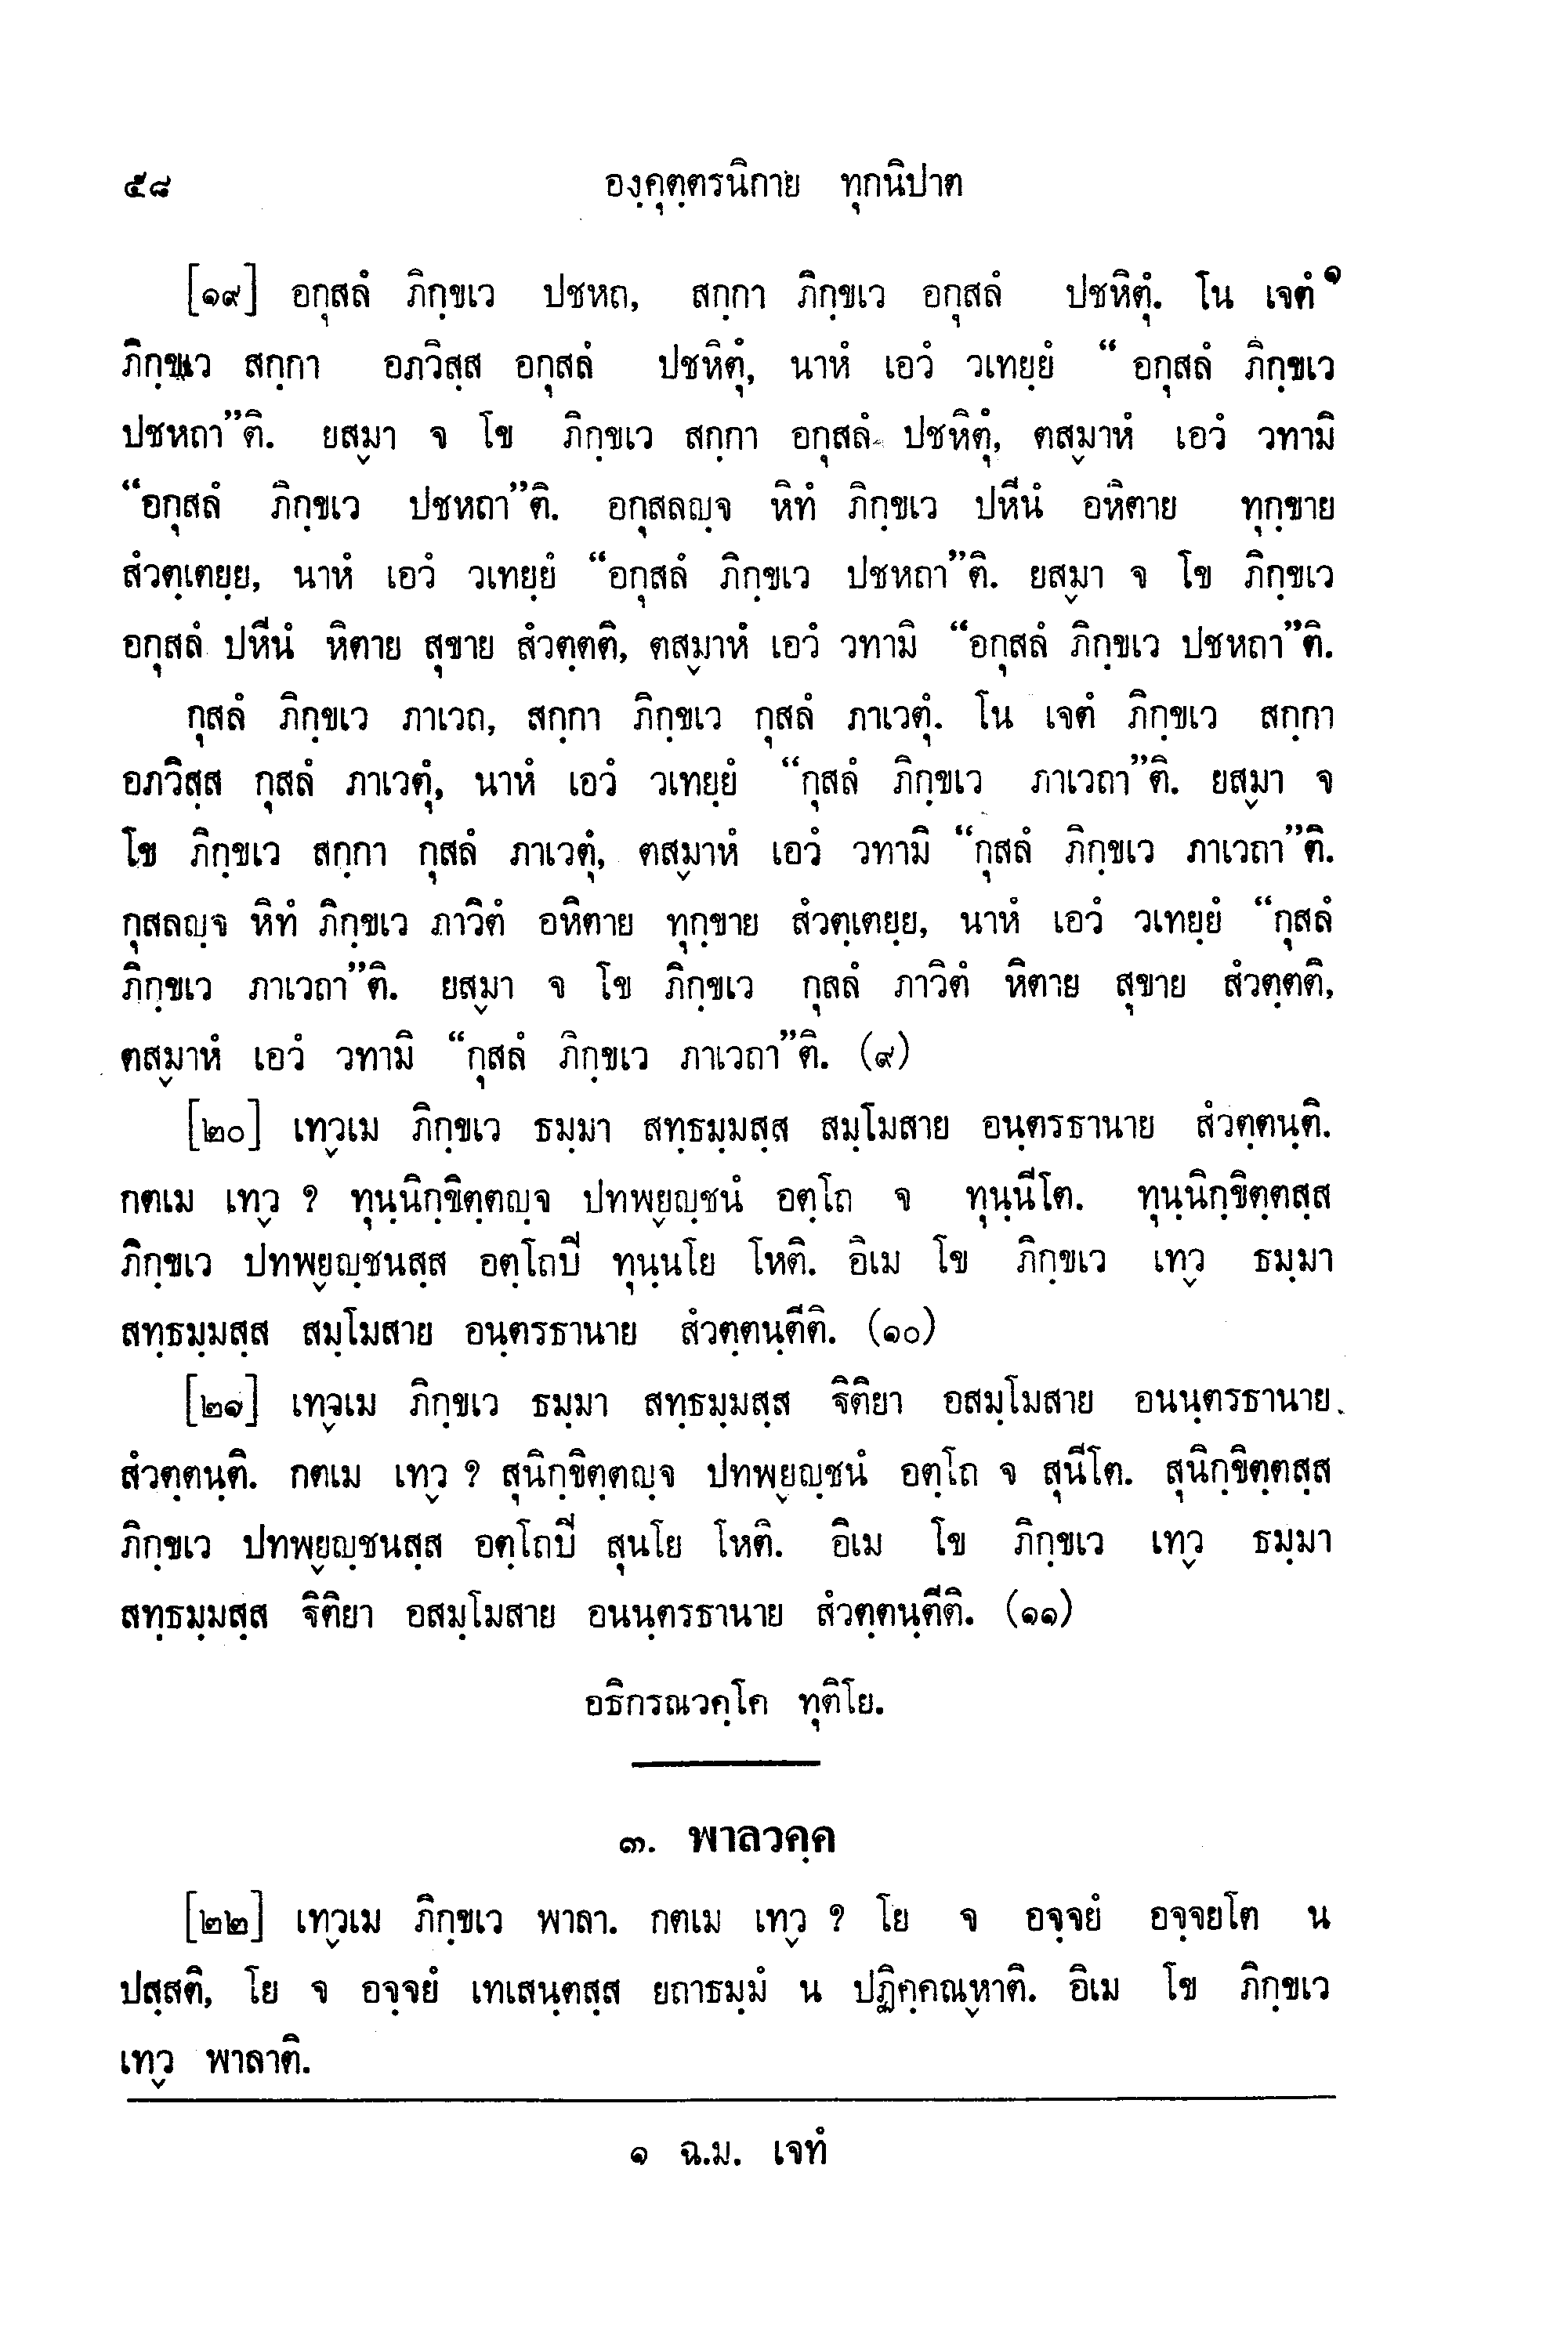 ๕๘ องฺคุตฺตรนิกาย ทุกนิปาต
[๑๙] อกุสลํ ภิกฺขเว ปชหถ, สกฺกา ภิกฺขเว อกุสลํ ปชหิตุํ. โน เจตํ๑
ภิกฺขเว สกฺกา อภวิสฺส อกุสลํ ปชหิตุํ, นาหํ เอวํ วเทยฺยํ “อกุสลํ ภิกฺขเว
ปชหถา”ติ. ยสฺมา จ โข ภิกฺขเว สกฺกา อกุสลํ ปชหิตุํ, ตสฺมาหํ เอวํ วทามิ
“อกุสลํ ภิกฺขเว ปชหถา”ติ. อกุสลญฺจ หิทํ ภิกฺขเว ปหีนํ อหิตาย ทุกฺขาย
สํวตฺเตยฺย, นาหํ เอวํ วเทยฺยํ “อกุสลํ ภิกฺขเว ปชหถา”ติ. ยสฺมา จ โข ภิกฺขเว
อกุสลํ ปหีนํ หิตาย สุขาย สํวตฺตติ, ตสฺมาหํ เอวํ วทามิ “อกุสลํ ภิกฺขเว ปชหถา”ติ.
กุสลํ ภิกฺขเว ภาเวถ, สกฺกา ภิกฺขเว กุสลํ ภาเวตุํ. โน เจตํ ภิกฺขเว สกฺกา
อภวิสฺส กุสลํ ภาเวตุํ, นาหํ เอวํ วเทยฺยํ “กุสลํ ภิกฺขเว ภาเวถา”ติ. ยสฺมา จ
โข ภิกฺขเว สกฺกา กุสลํ ภาเวตุํ, ตสฺมาหํ เอวํ วทามิ “กุสลํ ภิกฺขเว ภาเวถา”ติ.
กุสลญฺจ หิทํ ภิกฺขเว ภาวิตํ อหิตาย ทุกฺขาย สํวตฺเตยฺย, นาหํ เอวํ วเทยฺยํ “กุสลํ
ภิกฺขเว ภาเวถา”ติ. ยสฺมา จ โข ภิกฺขเว กุสลํ ภาวิตํ หิตาย สุขาย สํวตฺตติ,
ตสฺมาหํ เอวํ วทามิ “กุสลํ ภิกฺขเว ภาเวถา”ติ. (๙)
[๒๐] เทฺวเม ภิกฺขเว ธมฺมา สทฺธมฺมสฺส สมฺโมสาย อนฺตรธานาย สํวตฺตนฺติ.
กตเม เทฺว ? ทุนฺนิกฺขิตฺตญฺจ ปทพฺยญฺชนํ อตฺโถ จ ทุนฺนีโต. ทุนฺนิกฺขิตฺตสฺส
ภิกฺขเว ปทพฺยญฺชนสฺส อตฺโถปิ ทุนฺนโย โหติ. อิเม โข ภิกฺขเว เทฺว ธมฺมา
สทฺธมฺมสฺส สมฺโมสาย อนฺตรธานาย สํวตฺตนฺตีติ. (๑๐)
[๒๑] เทฺวเม ภิกฺขเว ธมฺมา สทฺธมฺมสฺส ฐิติยา อสมฺโมสาย อนนฺตรธานาย
สํวตฺตนฺติ. กตเม เทฺว ? สุนิกฺขิตฺตญฺจ ปทพฺยญฺชนํ อตฺโถ จ สุนีโต. สุนิกฺขิตฺตสฺส
ภิกฺขเว ปทพฺยญฺชนสฺส อตฺโถปิ สุนโย โหติ. อิเม โข ภิกฺขเว เทฺว ธมฺมา
สทฺธมฺมสฺส ฐิติยา อสมฺโมสาย อนนฺตรธานาย สํวตฺตนฺตีติ. (๑๑)
อธิกรณวคฺโค ทุติโย.
๓. พาลวคฺค
[๒๒] เทฺวเม ภิกฺขเว พาลา. กตเม เทฺว ? โย จ อจฺจยํ อจฺจยโต น
ปสฺสติ, โย จ อจฺจยํ เทเสนฺตสฺส ยถาธมฺมํ น ปฏิคฺคณฺหาติ. อิเม โข ภิกฺขเว
เทฺว พาลาติ.
๑ ฉ.ม. เจทํ